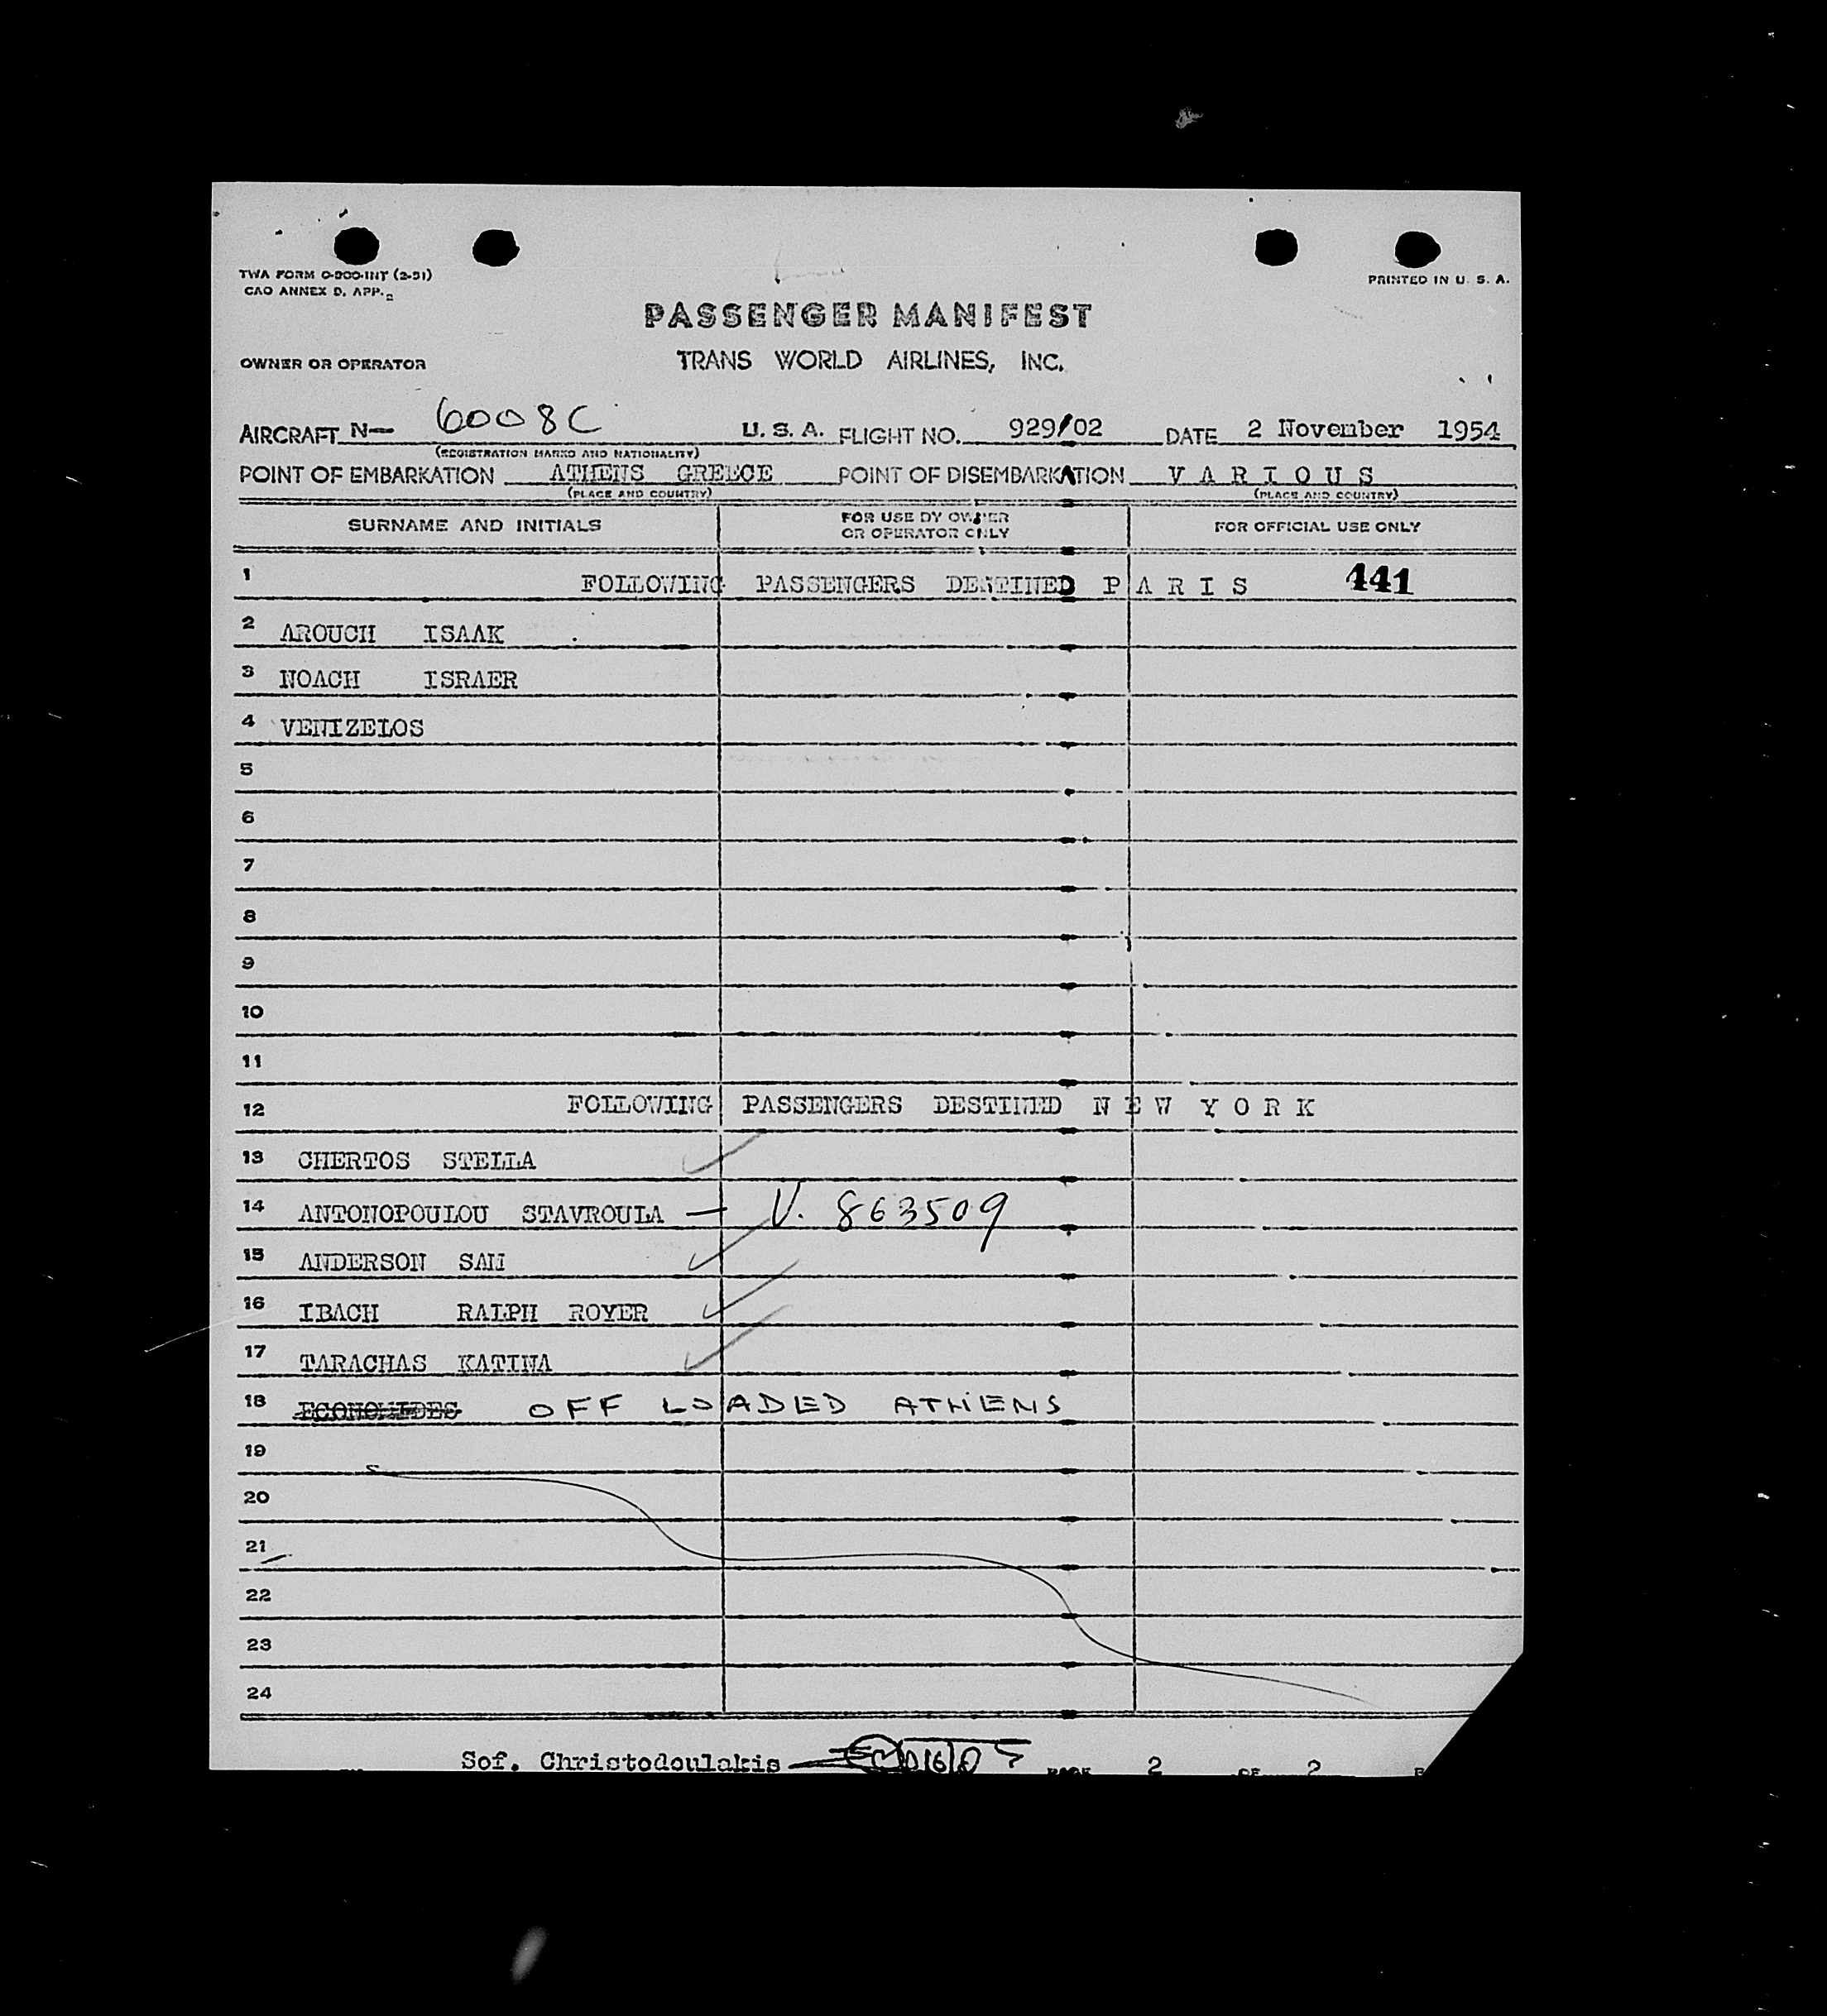 TWA FORM O-900-INT (2-51)
CAO ANNEX D, APP.
PRINTED IN U. S. A.
PASSENGER MANIFEST
OWNER OR OPERATOR TRANS WORLD AIRLINES, INC.
AIRCRAFT N— 6008C U. S. A. FLIGHT NO. 929/02 DATE 2 November 1954
(REGISTRATION MARKS AND NATIONALITY)
POINT OF EMBARKATION ATHENS GREECE POINT OF DISEMBARKATION V A R I O U S
(PLACE AND COUNTRY) (PLACE AND COUNTRY)
SURNAME AND INITIALS FOR USE BY OWNER OR OPERATOR ONLY FOR OFFICIAL USE ONLY
1 FOLLOWING PASSENGERS DESTINED P A R I S 441
2 AROUCH ISAAK
3 NOACH ISRAER
4 VENIZELOS
5
6
7
8
9
10
11
12 FOLLOWING PASSENGERS DESTINED N E W Y O R K
13 CHERTOS STELLA
14 ANTONOPOULOU STAVROULA — V. 863509
15 ANDERSON SAM
16 IBACH RALPH ROYER
17 TARACHAS KATINA
18 ECONOMIDES OFF LOADED ATHENS
19
20
21
22
23
24
Sof. Christodoulakis PAGE 2 OF 2